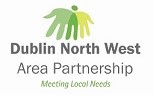 Dublin North West
Area Partnership
Meeting Local Needs